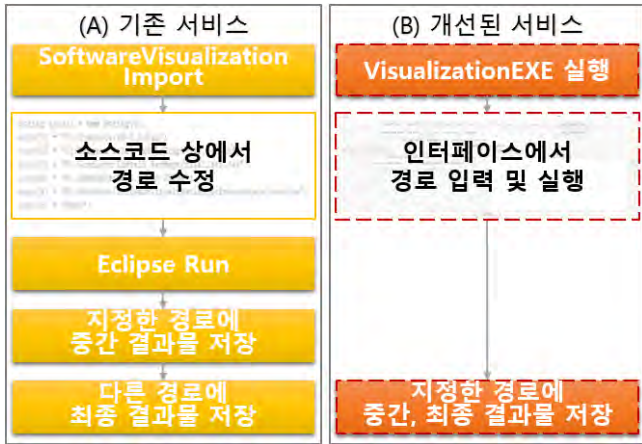 (A) 기존 서비스
SoftwareVisualization
Import
소스코드 상에서
경로 수정
Eclipse Run
지정한 경로에
중간 결과물 저장
다른 경로에
최종 결과물 저장
(B) 개선된 서비스
VisualizationEXE 실행
인터페이스에서
경로 입력 및 실행
지정한 경로에
중간, 최종 결과물 저장